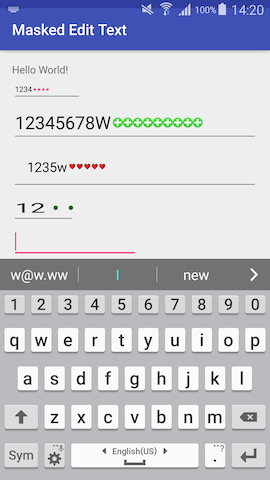 100% 14:20
Masked Edit Text
Hello World!
1234
12345678W
1235w
12
w@w.ww l new
1 2 3 4 5 6 7 8 9 0
q w e r t y u i o p
a s d f g h j k l
z x c v b n m
Sym English(US) . ?